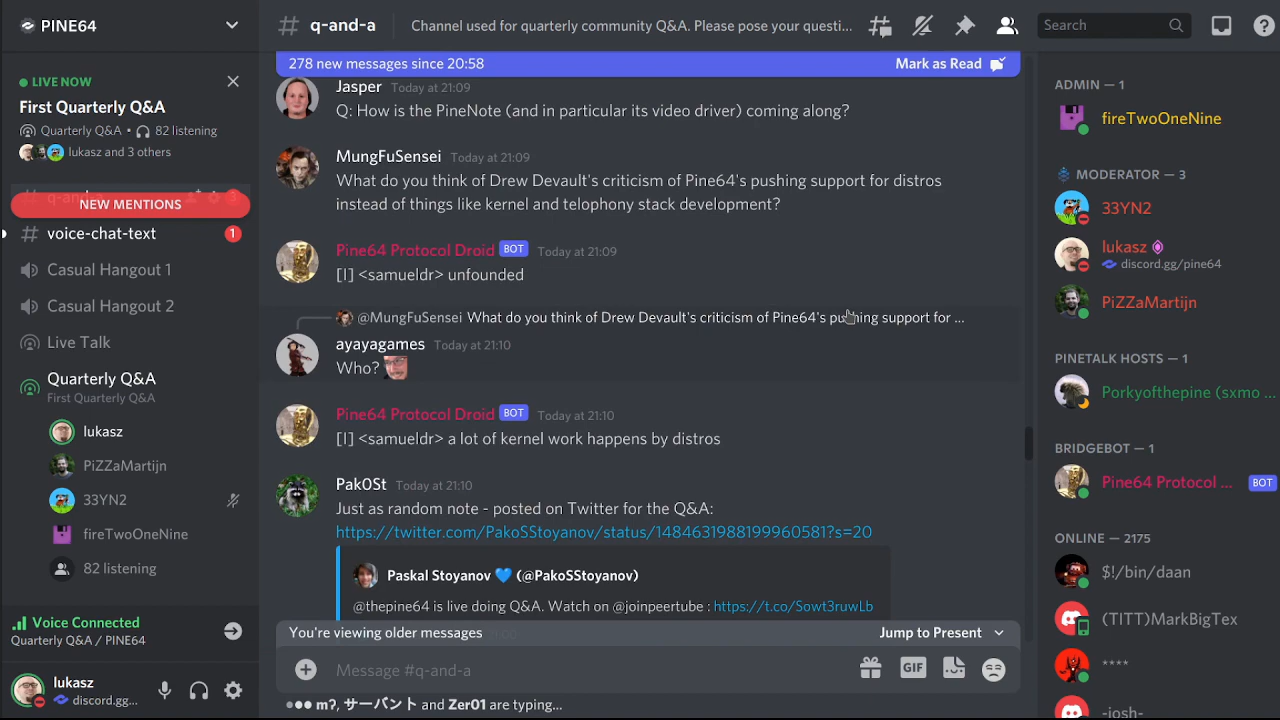 PINE64
LIVE NOW
First Quarterly Q&A
Quarterly Q&A • 82 listening
lukasz and 3 others
NEW MENTIONS
# voice-chat-text 1
Casual Hangout 1
Casual Hangout 2
Live Talk
Quarterly Q&A
First Quarterly Q&A
lukasz
PiZZaMartijn
33YN2
fireTwoOneNine
82 listening
Voice Connected
Quarterly Q&A / PINE64
lukasz
discord.gg...
# q-and-a Channel used for quarterly community Q&A. Please pose your questi...
278 new messages since 20:58 Mark as Read
Jasper Today at 21:09
Q: How is the PineNote (and in particular its video driver) coming along?
MungFuSensei Today at 21:09
What do you think of Drew Devault's criticism of Pine64's pushing support for distros
instead of things like kernel and telephony stack development?
Pine64 Protocol Droid BOT Today at 21:09
[I] <samueldr> unfounded
@MungFuSensei What do you think of Drew Devault's criticism of Pine64's pushing support for ...
ayayagames Today at 21:10
Who?
Pine64 Protocol Droid BOT Today at 21:10
[I] <samueldr> a lot of kernel work happens by distros
Pak0St Today at 21:10
Just as random note - posted on Twitter for the Q&A:
https://twitter.com/PakoSStoyanov/status/1484631988199960581?s=20
Paskal Stoyanov 💙 (@PakoSStoyanov)
@thepine64 is live doing Q&A. Watch on @joinpeertube : https://t.co/Sowt3ruwLb
You're viewing older messages Jump to Present
Message #q-and-a GIF
m?, サーバント and Zer01 are typing...
Search
ADMIN — 1
fireTwoOneNine
MODERATOR — 3
33YN2
lukasz
discord.gg/pine64
PiZZaMartijn
PINETALK HOSTS — 1
Porkyofthepine (sxmo ...
BRIDGEBOT — 1
Pine64 Protocol ... BOT
ONLINE — 2175
$!/bin/daan
(TITT)MarkBigTex
****
-josh-